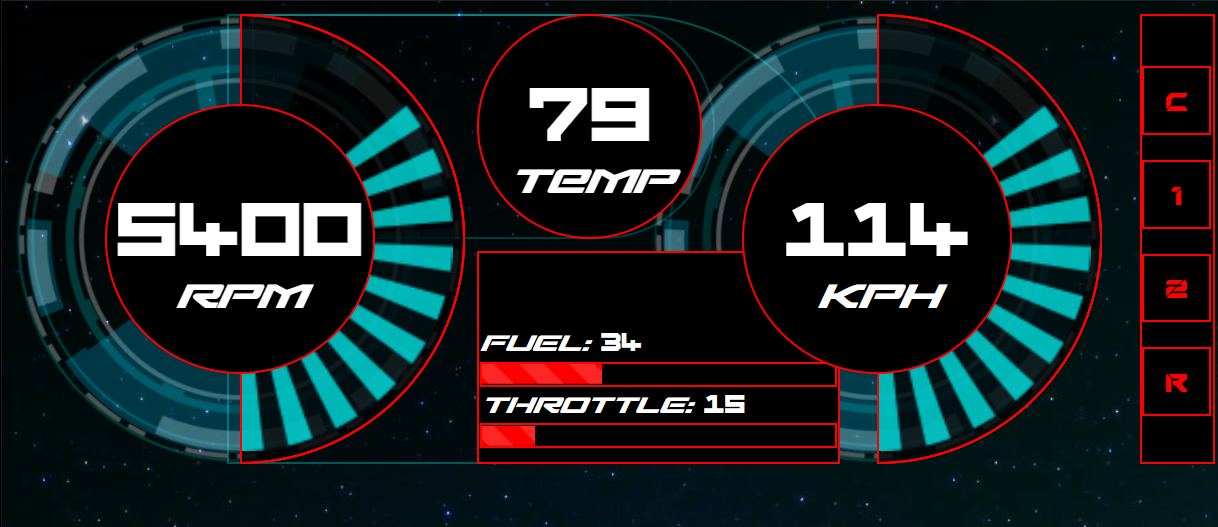 5400
RPM
79
TEMP
114
KPH
FUEL: 34
THROTTLE: 15
C
1
2
R